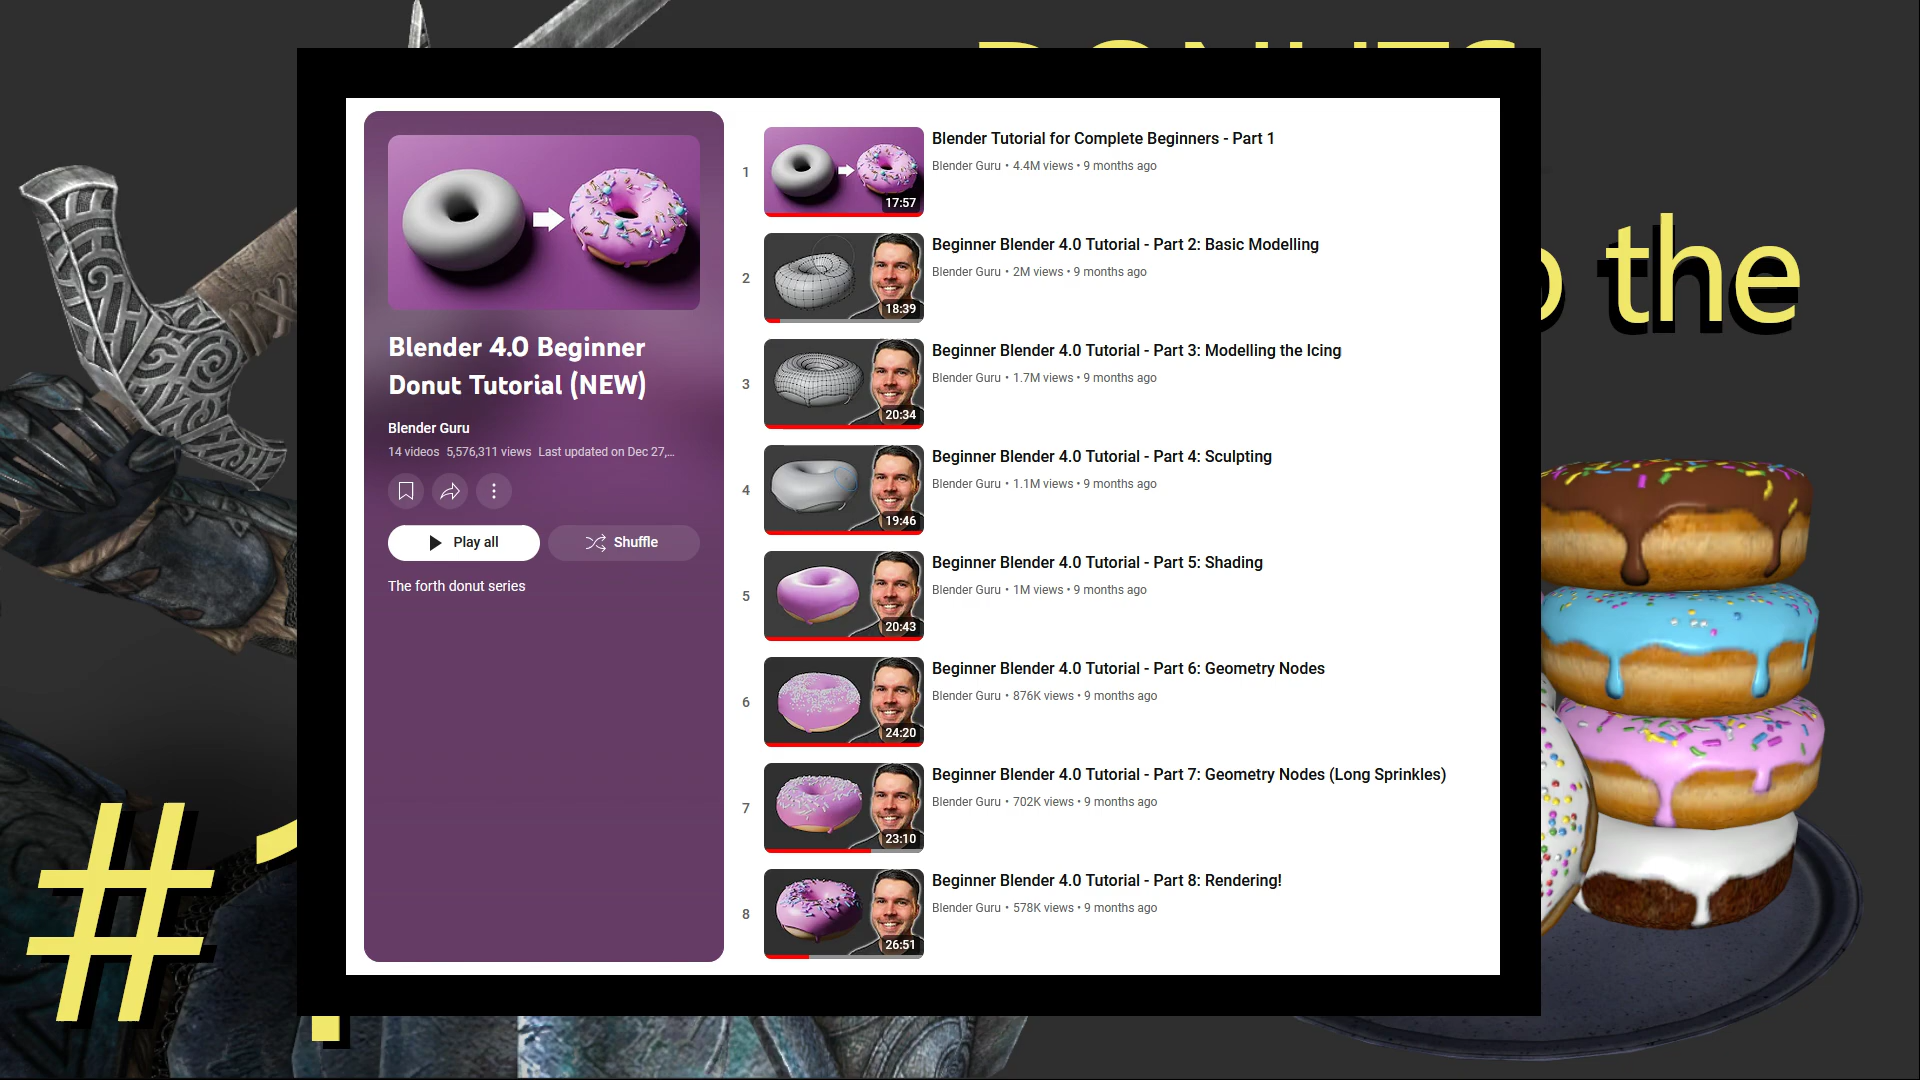 DONUTS
the
#1
Blender 4.0 Beginner
Donut Tutorial (NEW)
Blender Guru
14 videos 5,576,311 views Last updated on Dec 27,...
Play all
Shuffle
The forth donut series
1
17:57
Blender Tutorial for Complete Beginners - Part 1
Blender Guru • 4.4M views • 9 months ago
2
18:39
Beginner Blender 4.0 Tutorial - Part 2: Basic Modelling
Blender Guru • 2M views • 9 months ago
3
20:34
Beginner Blender 4.0 Tutorial - Part 3: Modelling the Icing
Blender Guru • 1.7M views • 9 months ago
4
19:46
Beginner Blender 4.0 Tutorial - Part 4: Sculpting
Blender Guru • 1.1M views • 9 months ago
5
20:43
Beginner Blender 4.0 Tutorial - Part 5: Shading
Blender Guru • 1M views • 9 months ago
6
24:20
Beginner Blender 4.0 Tutorial - Part 6: Geometry Nodes
Blender Guru • 876K views • 9 months ago
7
23:10
Beginner Blender 4.0 Tutorial - Part 7: Geometry Nodes (Long Sprinkles)
Blender Guru • 702K views • 9 months ago
8
26:51
Beginner Blender 4.0 Tutorial - Part 8: Rendering!
Blender Guru • 578K views • 9 months ago